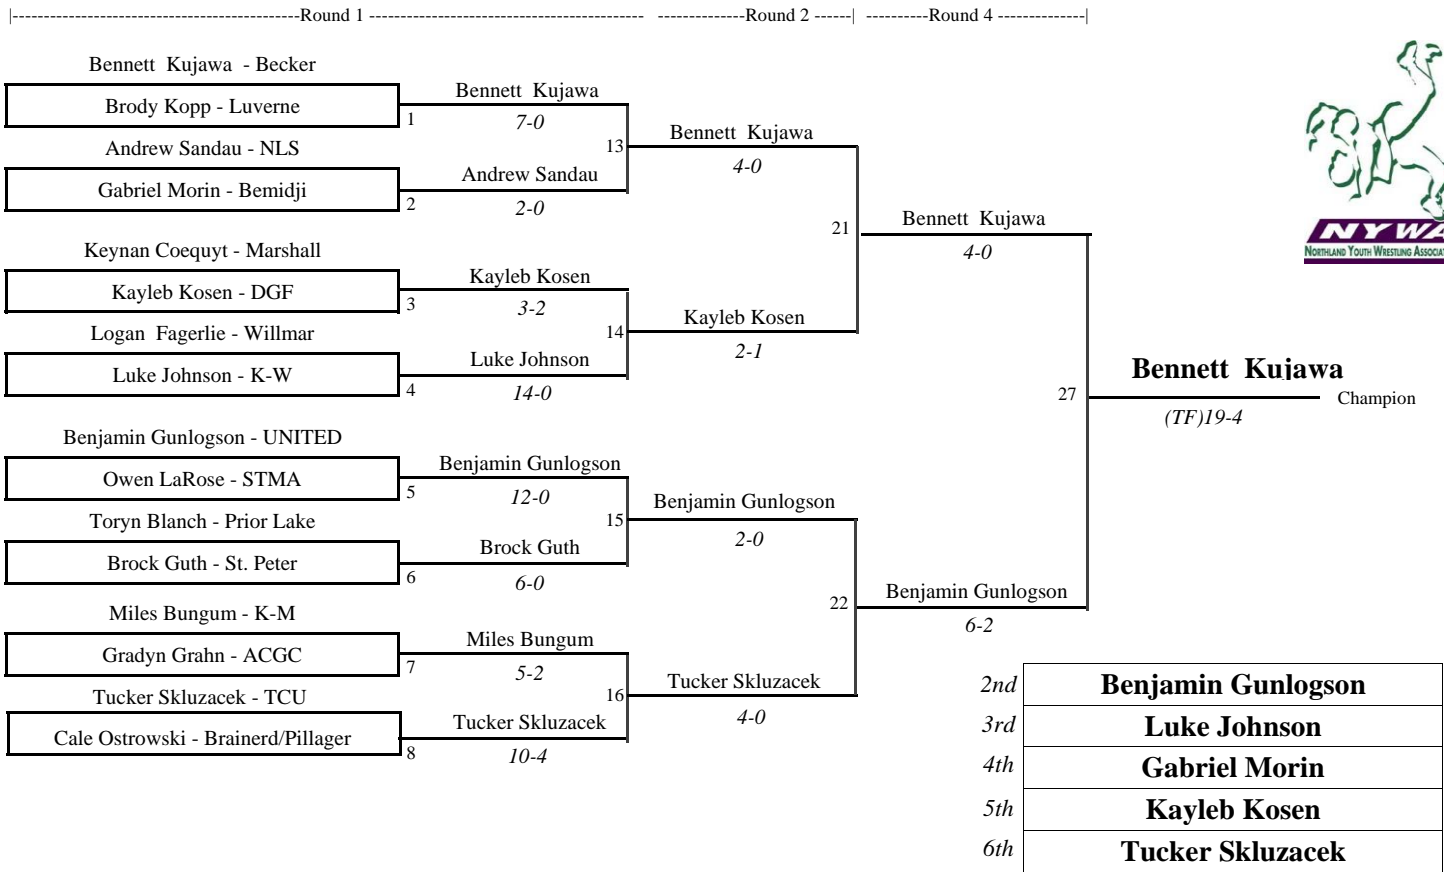 |----------------------------------------------Round 1 -------------------------------------------- --------------Round 2 ------| ----------Round 4 --------------|
Bennett Kujawa - Becker
Brody Kopp - Luverne
1
Andrew Sandau - NLS
Gabriel Morin - Bemidji
2
Keynan Coequyt - Marshall
Kayleb Kosen - DGF
3
Logan Fagerlie - Willmar
Luke Johnson - K-W
4
Benjamin Gunlogson - UNITED
Owen LaRose - STMA
5
Toryn Blanch - Prior Lake
Brock Guth - St. Peter
6
Miles Bungum - K-M
Gradyn Grahn - ACGC
7
Tucker Skluzacek - TCU
Cale Ostrowski - Brainerd/Pillager
8
Bennett Kujawa
7-0
13
Andrew Sandau
2-0
Kayleb Kosen
3-2
14
Luke Johnson
14-0
Benjamin Gunlogson
12-0
15
Brock Guth
6-0
Miles Bungum
5-2
16
Tucker Skluzacek
10-4
Bennett Kujawa
4-0
21
Kayleb Kosen
2-1
Benjamin Gunlogson
2-0
22
Tucker Skluzacek
4-0
Bennett Kujawa
4-0
27
Benjamin Gunlogson
6-2
Bennett Kujawa
Champion
(TF)19-4
NYWA
NORTHLAND YOUTH WRESTLING
2nd Benjamin Gunlogson
3rd Luke Johnson
4th Gabriel Morin
5th Kayleb Kosen
6th Tucker Skluzacek